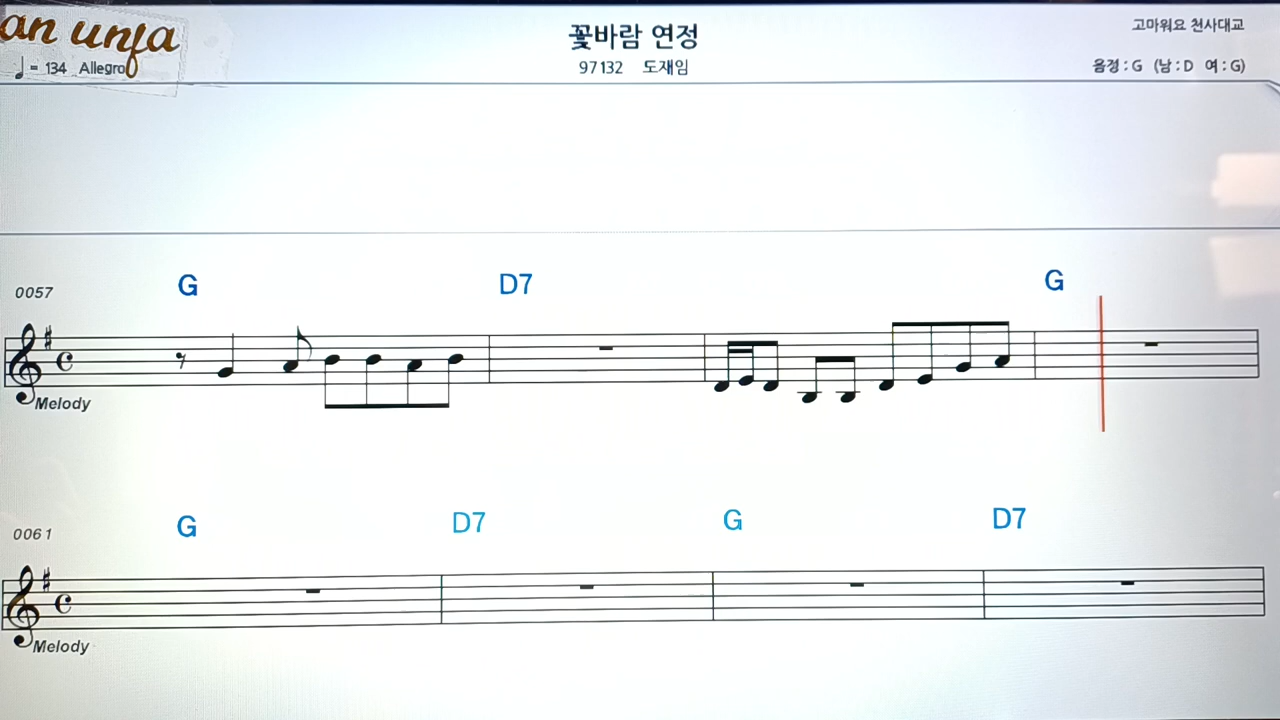 an unfa
♩= 134 Allegro
꽃바람 연정
97132 도재임
고마워요 천사대교
음정 : G (남 : D 여 : G)
0057
G D7 G
Melody
0061
G D7 G D7
Melody